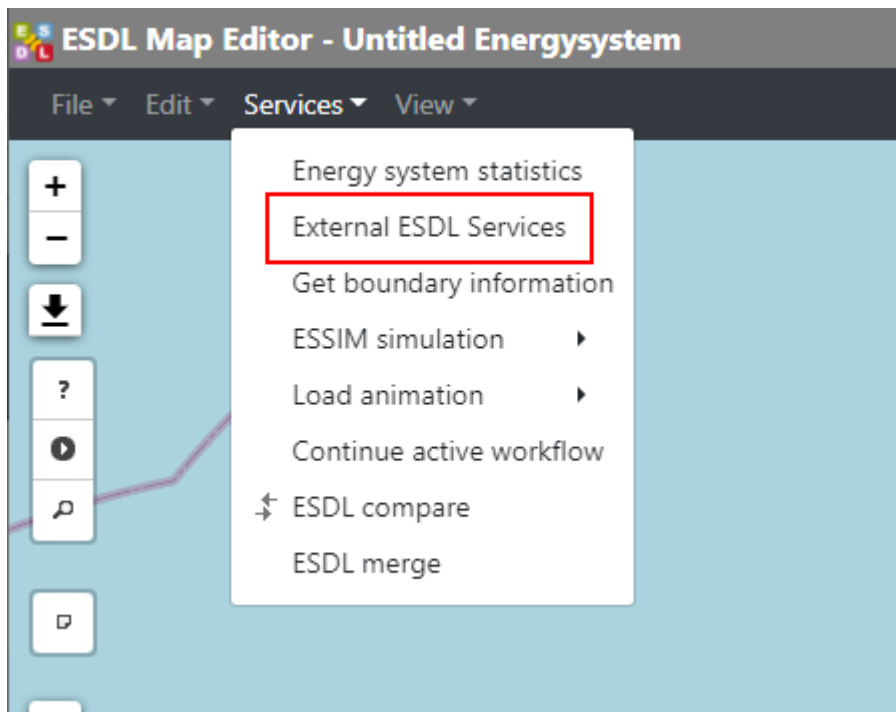 E S D L ESDL Map Editor - Untitled Energysystem
File Edit Services View
Energy system statistics
External ESDL Services
Get boundary information
ESSIM simulation
Load animation
Continue active workflow
ESDL compare
ESDL merge
+
−
?